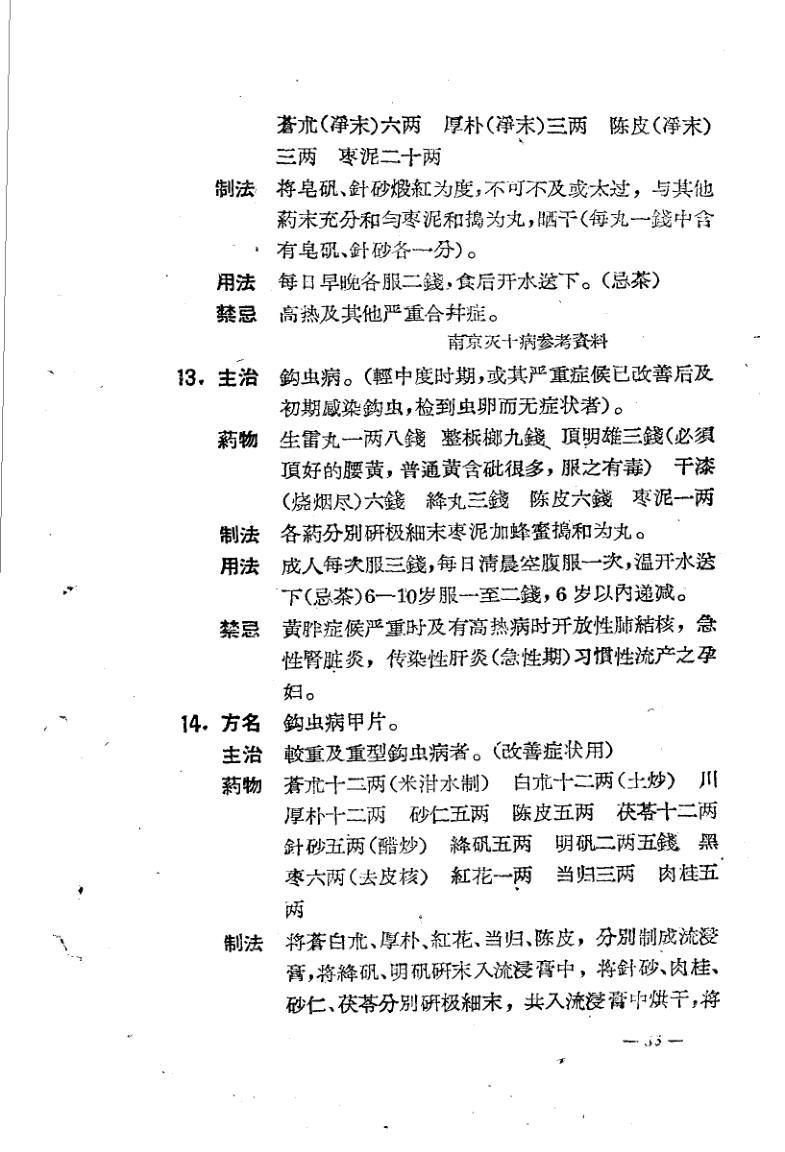 蒼朮(淨末)六两　厚朴(淨末)三两　陈皮(淨末)
三两　枣泥二十两
制法　将皂矾、針砂煅紅为度,不可不及或太过，与其他
葯末充分和勻枣泥和搗为丸,晒干(每丸一錢中含
有皂矾、針砂各一分)。
用法　每日早晚各服二錢,食后开水送下。(忌茶)
禁忌　高热及其他严重合并症。
南京灭十病参考資料
13. 主治　鈎虫病。(輕中度时期,或其严重症候已改善后及
初期感染鈎虫,检到虫卵而无症状者)。
葯物　生雷丸一两八錢　整梹榔九錢　頂明雄三錢(必須
頂好的腰黄，普通黄含砒很多，服之有毒)　干漆
(烧烟尽)六錢　絳丸三錢　陈皮六錢　枣泥一两
制法　各葯分別研极細末枣泥加蜂蜜搗和为丸。
用法　成人每次服三錢,每日清晨空腹服一次,温开水送
下(忌茶)6—10岁服一至二錢,6岁以內递减。
禁忌　黄胖症候严重时及有高热病时开放性肺結核，急
性腎脏炎，传染性肝炎(急性期)习慣性流产之孕
妇。
14. 方名　鈎虫病甲片。
主治　較重及重型鈎虫病者。(改善症状用)
葯物　蒼朮十二两(米泔水制)　白朮十二两(土炒)　川
厚朴十二两　砂仁五两　陈皮五两　茯苓十二两
針砂五两(醋炒)　絳矾五两　明矾二两五錢　黑
枣六两(去皮核)　紅花一两　当归三两　肉桂五
两
制法　将蒼白朮、厚朴、紅花、当归、陈皮，分別制成流浸
膏,将絳矾、明矾研末入流浸膏中，将針砂、肉桂、
砂仁、茯苓分別研极細末，共入流浸膏中烘干,将